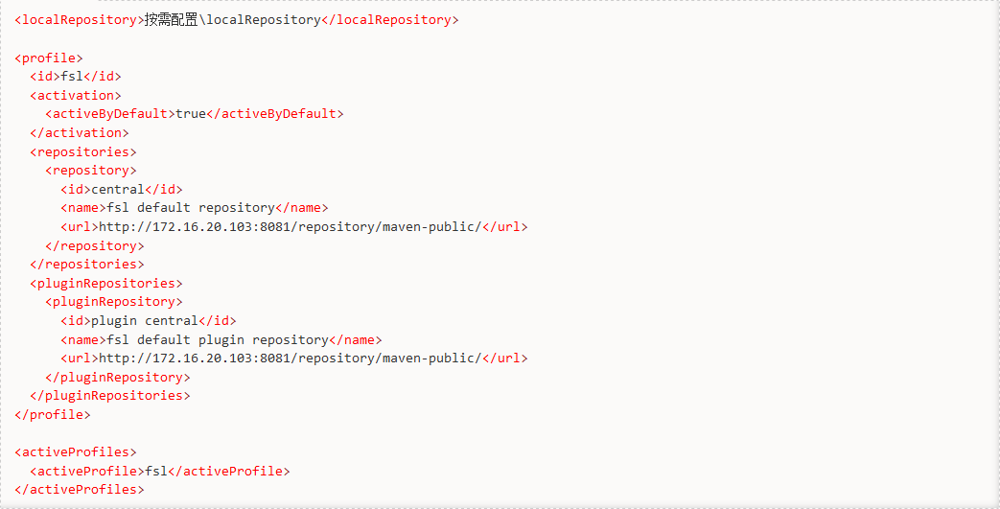 <localRepository>按需配置\localRepository</localRepository>

<profile>
  <id>fsl</id>
  <activation>
    <activeByDefault>true</activeByDefault>
  </activation>
  <repositories>
    <repository>
      <id>central</id>
      <name>fsl default repository</name>
      <url>http://172.16.20.103:8081/repository/maven-public/</url>
    </repository>
  </repositories>
  <pluginRepositories>
    <pluginRepository>
      <id>plugin central</id>
      <name>fsl default plugin repository</name>
      <url>http://172.16.20.103:8081/repository/maven-public/</url>
    </pluginRepository>
  </pluginRepositories>
</profile>

<activeProfiles>
  <activeProfile>fsl</activeProfile>
</activeProfiles>